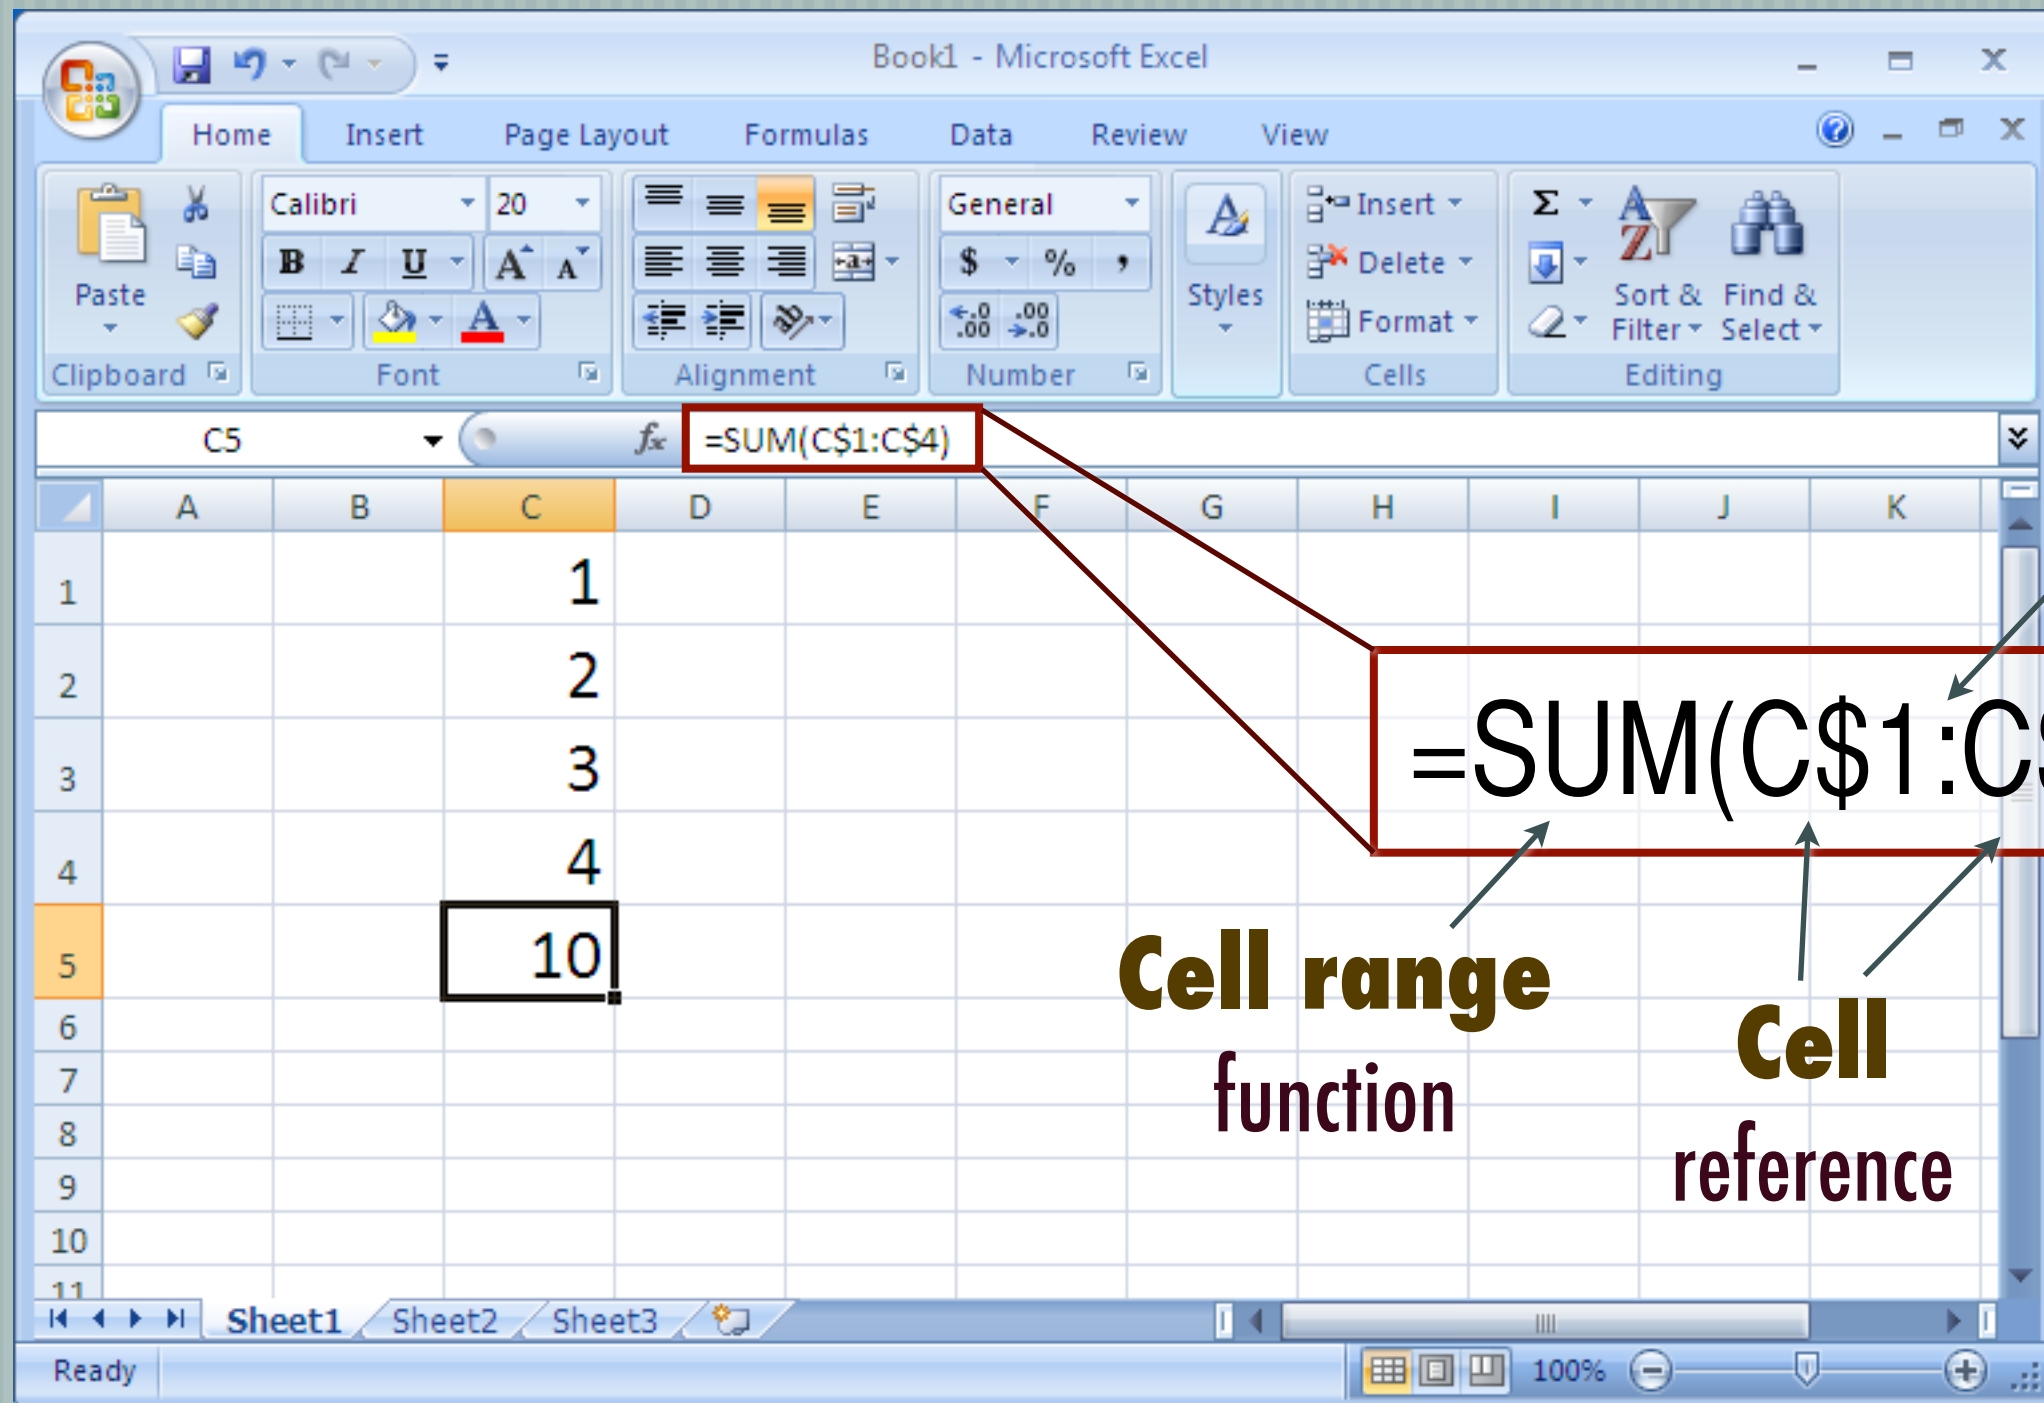 Book1 - Microsoft Excel
Home Insert Page Layout Formulas Data Review View
Calibri 20 General Insert
B I U A A $ % , Delete
Paste Styles Format Sort & Filter Find & Select
Clipboard Font Alignment Number Cells Editing
C5 fx =SUM(C$1:C$4)
A B C D E F G H I J K
1 1
2 2
3 3
4 4
5 10
6
7
8
9
10
11
=SUM(C$1:C$
Cell range
function
Cell
reference
Sheet1 Sheet2 Sheet3
Ready 100%